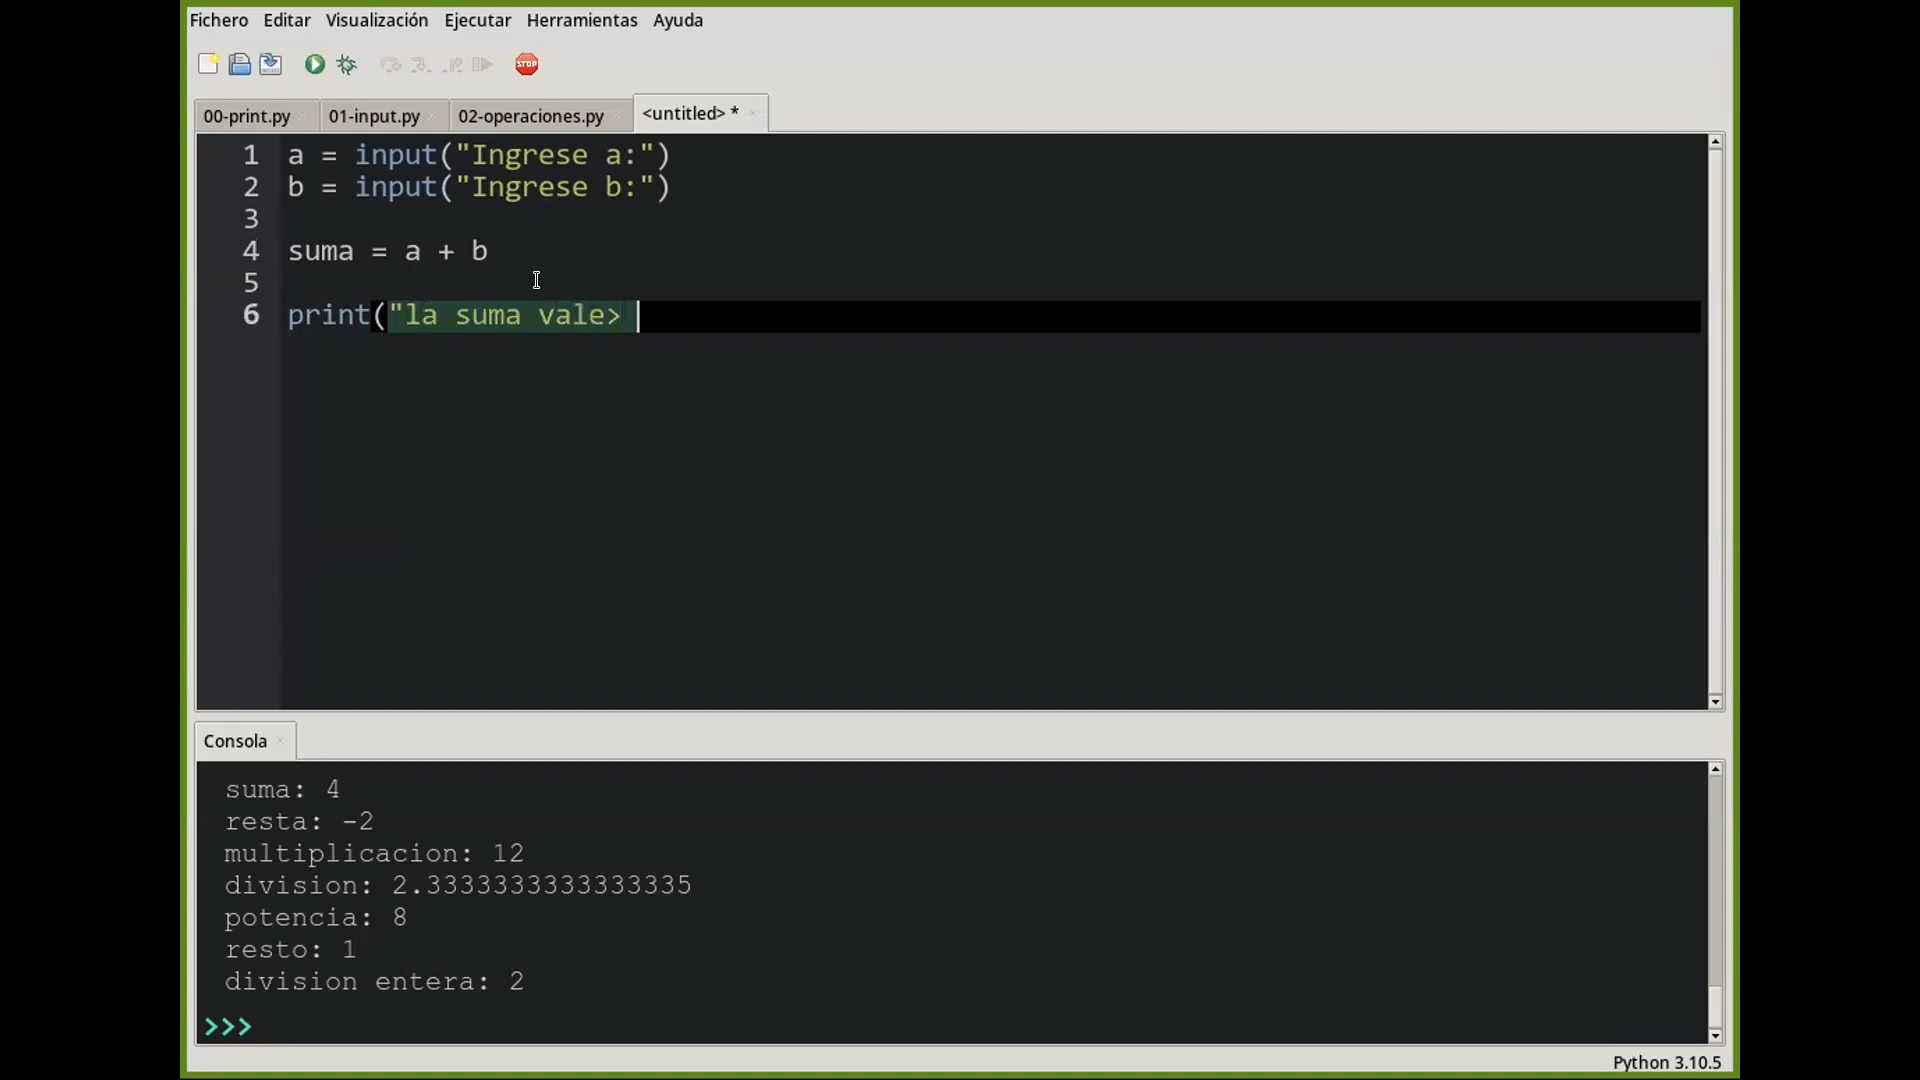 Fichero Editar Visualización Ejecutar Herramientas Ayuda
STOP
00-print.py 01-input.py 02-operaciones.py <untitled> *
1 a = input("Ingrese a:")
2 b = input("Ingrese b:")
3
4 suma = a + b
5
6 print("la suma vale>
Consola
suma: 4
resta: -2
multiplicacion: 12
division: 2.3333333333333335
potencia: 8
resto: 1
division entera: 2
>>>
Python 3.10.5